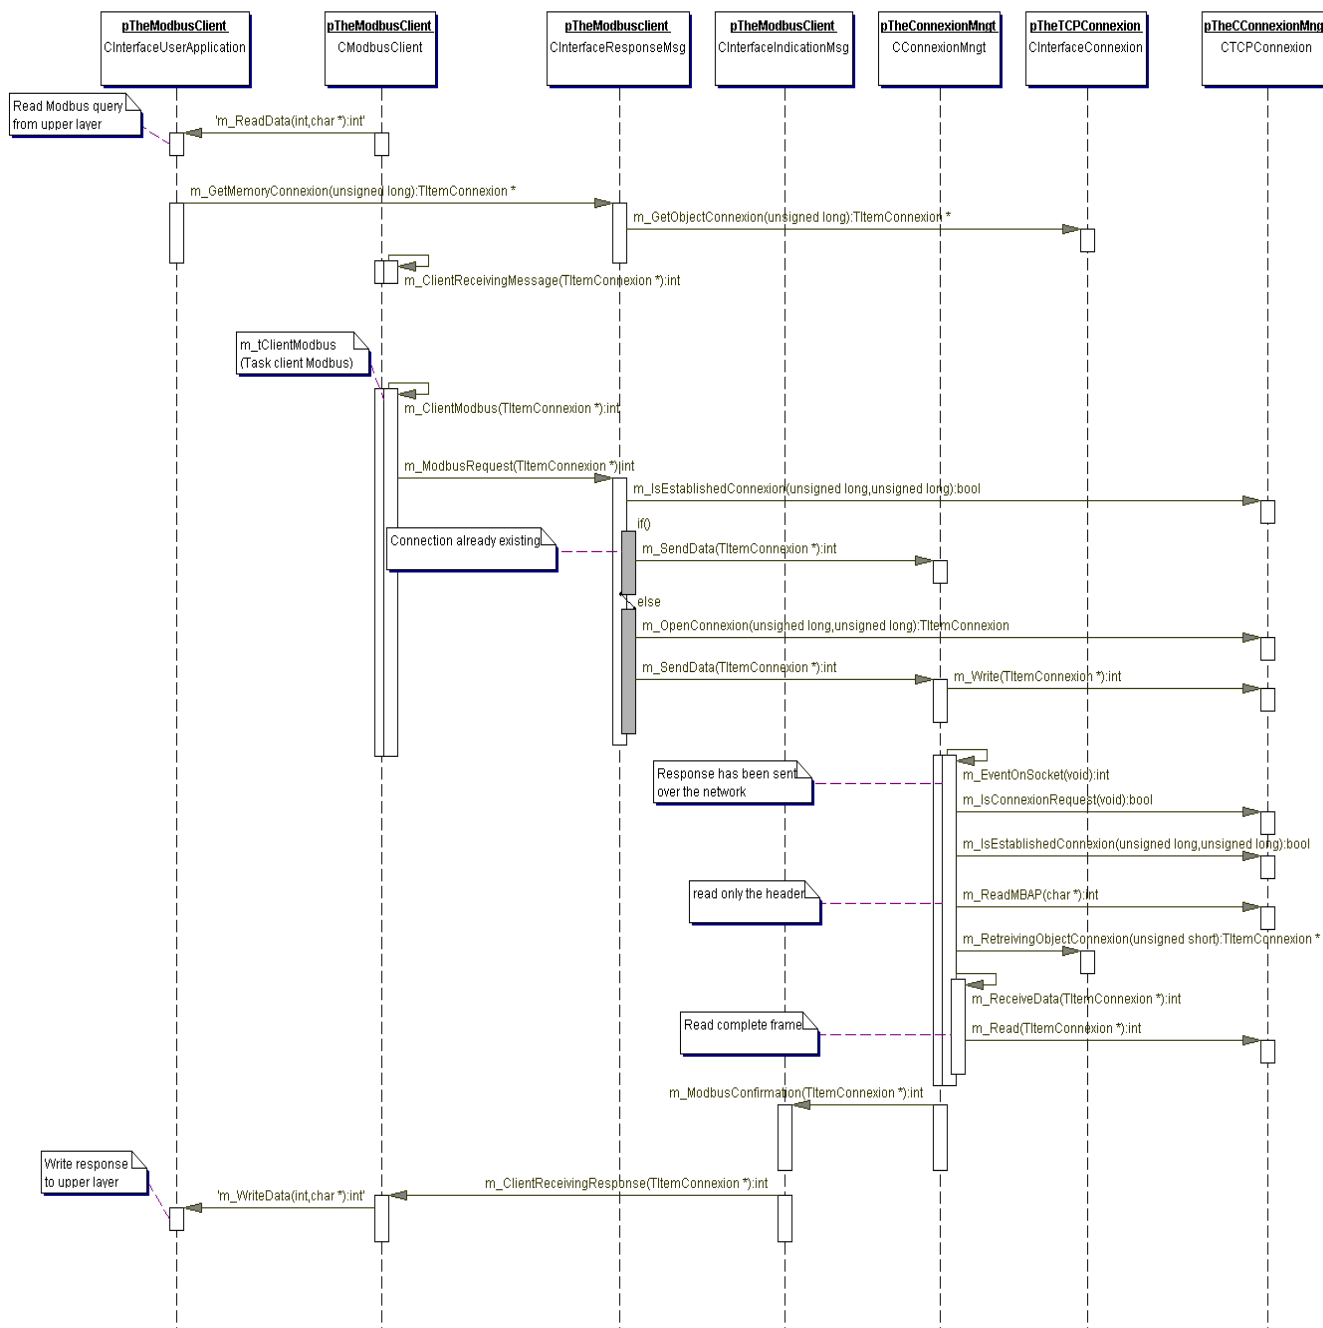 pTheModbusClient
CInterfaceUserApplication
pTheModbusClient
CModbusClient
pTheModbusclient
CInterfaceResponseMsg
pTheModbusClient
CInterfaceIndicationMsg
pTheConnexionMngt
CConnexionMngt
pTheTCPConnexion
CInterfaceConnexion
pTheCConnexionMngt
CTCPConnexion
Read Modbus query
from upper layer
'm_ReadData(int,char *):int'
m_GetMemoryConnexion(unsigned long):TItemConnexion *
m_GetObjectConnexion(unsigned long):TItemConnexion *
m_ClientReceivingMessage(TItemConnexion *):int
m_tClientModbus
(Task client Modbus)
m_ClientModbus(TItemConnexion *):int
m_ModbusRequest(TItemConnexion *):int
m_IsEstablishedConnexion(unsigned long,unsigned long):bool
if()
Connection already existing
m_SendData(TItemConnexion *):int
else
m_OpenConnexion(unsigned long,unsigned long):TItemConnexion
m_SendData(TItemConnexion *):int
m_Write(TItemConnexion *):int
Response has been sent
over the network
m_EventOnSocket(void):int
m_IsConnexionRequest(void):bool
m_IsEstablishedConnexion(unsigned long,unsigned long):bool
read only the header
m_ReadMBAP(char *):int
m_RetreivingObjectConnexion(unsigned short):TItemConnexion *
m_ReceiveData(TItemConnexion *):int
Read complete frame
m_Read(TItemConnexion *):int
m_ModbusConfirmation(TItemConnexion *):int
Write response
to upper layer
m_ClientReceivingResponse(TItemConnexion *):int
'm_WriteData(int,char *):int'